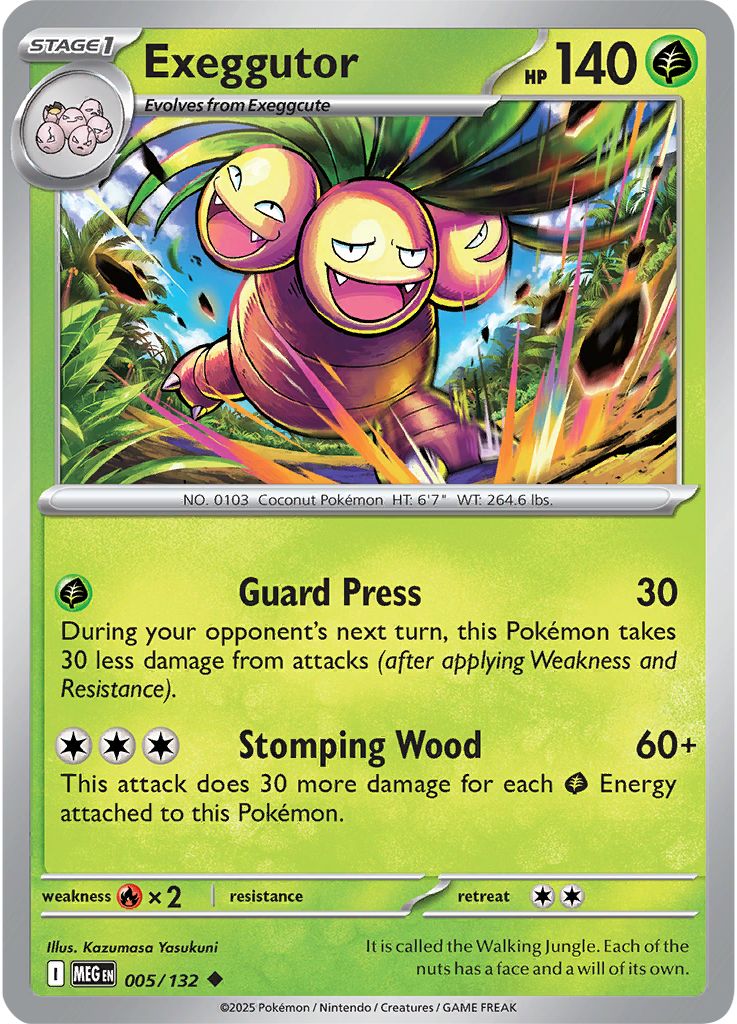 STAGE1
Exeggutor
HP 140
Evolves from Exeggcute
NO. 0103 Coconut Pokémon HT: 6'7" WT: 264.6 lbs.
Guard Press 30
During your opponent's next turn, this Pokémon takes
30 less damage from attacks (after applying Weakness and
Resistance).
Stomping Wood 60+
This attack does 30 more damage for each Energy
attached to this Pokémon.
weakness ×2 resistance retreat
Illus. Kazumasa Yasukuni
It is called the Walking Jungle. Each of the
nuts has a face and a will of its own.
I MEG EN 005/132
©2025 Pokémon / Nintendo / Creatures / GAME FREAK